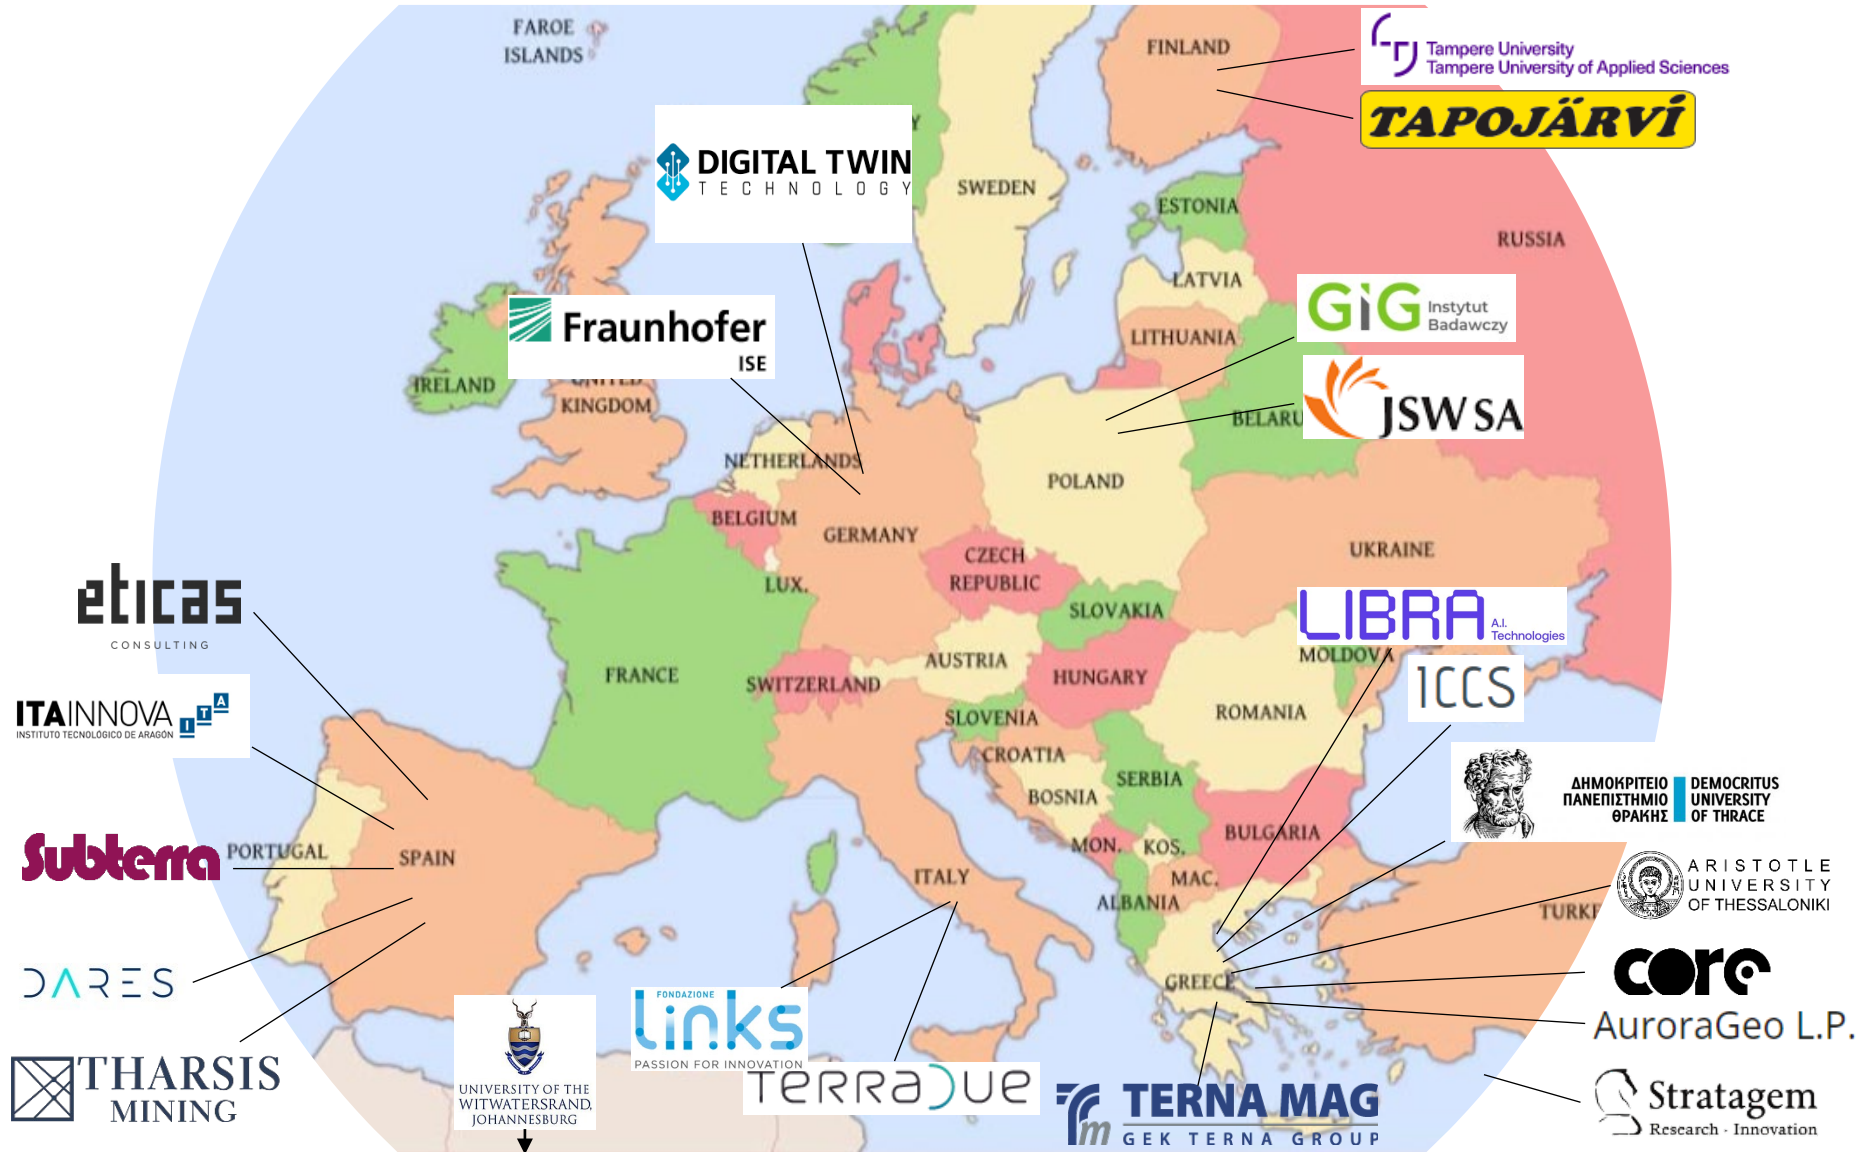 FAROE
ISLANDS
FINLAND
Tampere University
Tampere University of Applied Sciences
TAPOJÄRVI
DIGITAL TWIN
TECHNOLOGY
SWEDEN
ESTONIA
RUSSIA
LATVIA
GiG Instytut
Badawczy
Fraunhofer
ISE
LITHUANIA
IRELAND
UNITED
KINGDOM
JSW SA
BELARU
NETHERLANDS
POLAND
BELGIUM
GERMANY
UKRAINE
CZECH
REPUBLIC
LUX.
SLOVAKIA
eticas
CONSULTING
LIBRA A.I.
Technologies
MOLDOVA
AUSTRIA
FRANCE
SWITZERLAND
HUNGARY
ICCS
ITAINNOVA ITA
INSTITUTO TECNOLÓGICO DE ARAGÓN
SLOVENIA
ROMANIA
CROATIA
SERBIA
BOSNIA
ΔΗΜΟΚΡΙΤΕΙΟ
ΠΑΝΕΠΙΣΤΗΜΙΟ
ΘΡΑΚΗΣ
DEMOCRITUS
UNIVERSITY
OF THRACE
BULGARIA
MON.
KOS.
Subterra
PORTUGAL
SPAIN
ITALY
MAC.
ALBANIA
ARISTOTLE
UNIVERSITY
OF THESSALONIKI
TURKE
DARES
GREECE
core
AuroraGeo L.P.
FONDAZIONE
Links
PASSION FOR INNOVATION
THARSIS
MINING
UNIVERSITY OF THE
WITWATERSRAND,
JOHANNESBURG
TERRADUE
TERNA MAG
GEK TERNA GROUP
Stratagem
Research - Innovation